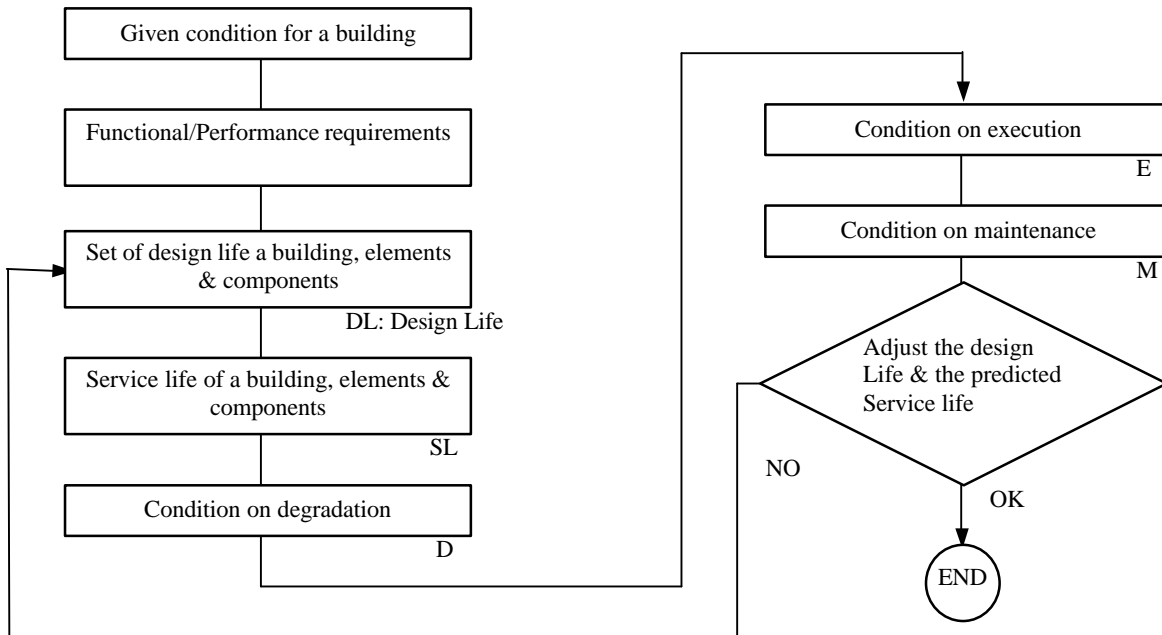 Given condition for a building
Functional/Performance requirements
Set of design life a building, elements
& components
DL: Design Life
Service life of a building, elements &
components
SL
Condition on degradation
D
Condition on execution
E
Condition on maintenance
M
Adjust the design
Life & the predicted
Service life
NO
OK
END